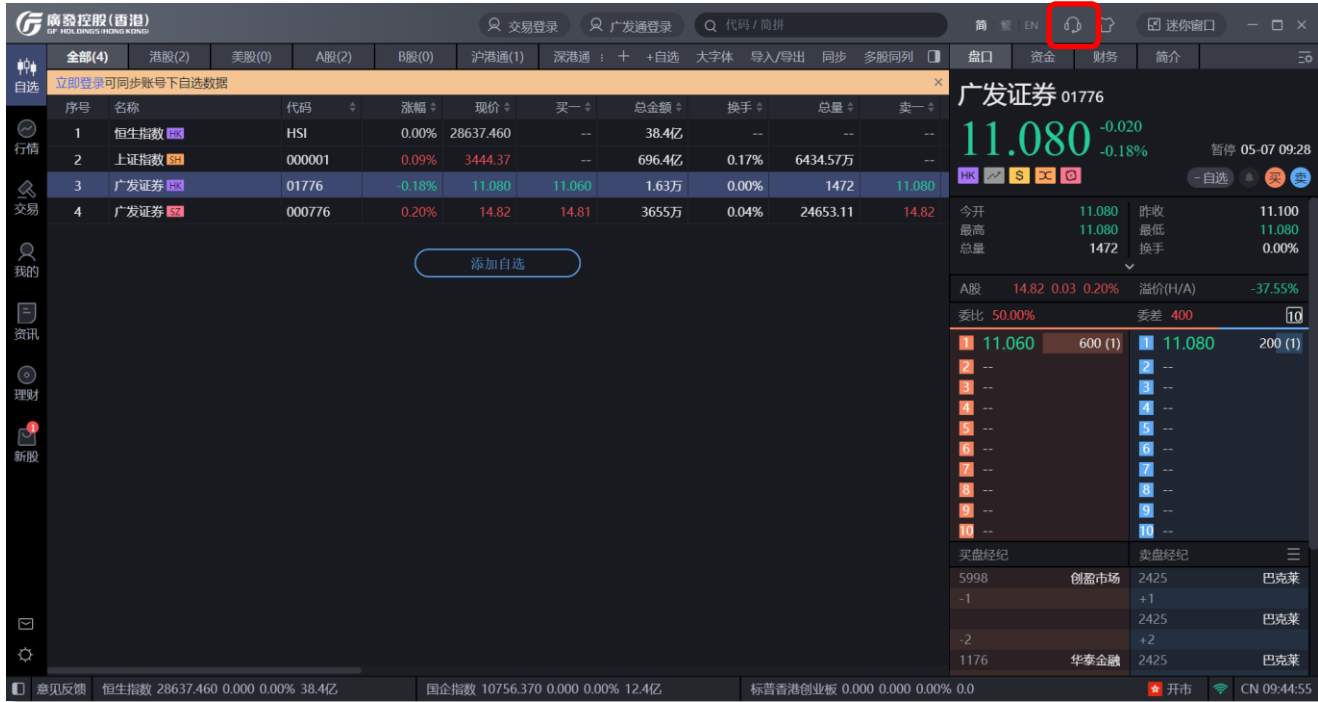 廣發控股(香港)
GF HOLDINGS (HONG KONG)
交易登录 广发通登录 代码 / 简拼 简 繁 EN 迷你窗口
自选
行情
交易
我的
资讯
理财
1
新股
全部(4) 港股(2) 美股(0) A股(2) B股(0) 沪港通(1) 深港通 +自选 大字体 导入/导出 同步 多股同列
立即登录可同步账号下自选数据
序号 名称 代码 涨幅 现价 买一 总金额 换手 总量 卖一
1 恒生指数 HK HSI 0.00% 28637.460 -- 38.4亿 -- -- --
2 上证指数 SH 000001 0.09% 3444.37 -- 696.4亿 0.17% 6434.57万 --
3 广发证券 HK 01776 -0.18% 11.080 11.060 1.63万 0.00% 1472 11.080
4 广发证券 SZ 000776 0.20% 14.82 14.81 3655万 0.04% 24653.11 14.82
添加自选
盘口 资金 财务 简介
广发证券 01776
11.080 -0.020
-0.18% 暂停 05-07 09:28
HK S -自选 买 卖
今开 11.080 昨收 11.100
最高 11.080 最低 11.080
总量 1472 换手 0.00%
A股 14.82 0.03 0.20% 溢价(H/A) -37.55%
委比 50.00% 委差 400 10
1 11.060 600 (1) 1 11.080 200 (1)
2 -- 2 --
3 -- 3 --
4 -- 4 --
5 -- 5 --
6 -- 6 --
7 -- 7 --
8 -- 8 --
9 -- 9 --
10 -- 10 --
买盘经纪 卖盘经纪
5998 创盈市场 2425 巴克莱
-1 +1
2425 巴克莱
-2 +2
1176 华泰金融 2425 巴克莱
意见反馈 恒生指数 28637.460 0.000 0.00% 38.4亿 国企指数 10756.370 0.000 0.00% 12.4亿 标普香港创业板 0.000 0.000 0.00% 0.0 开市 CN 09:44:55